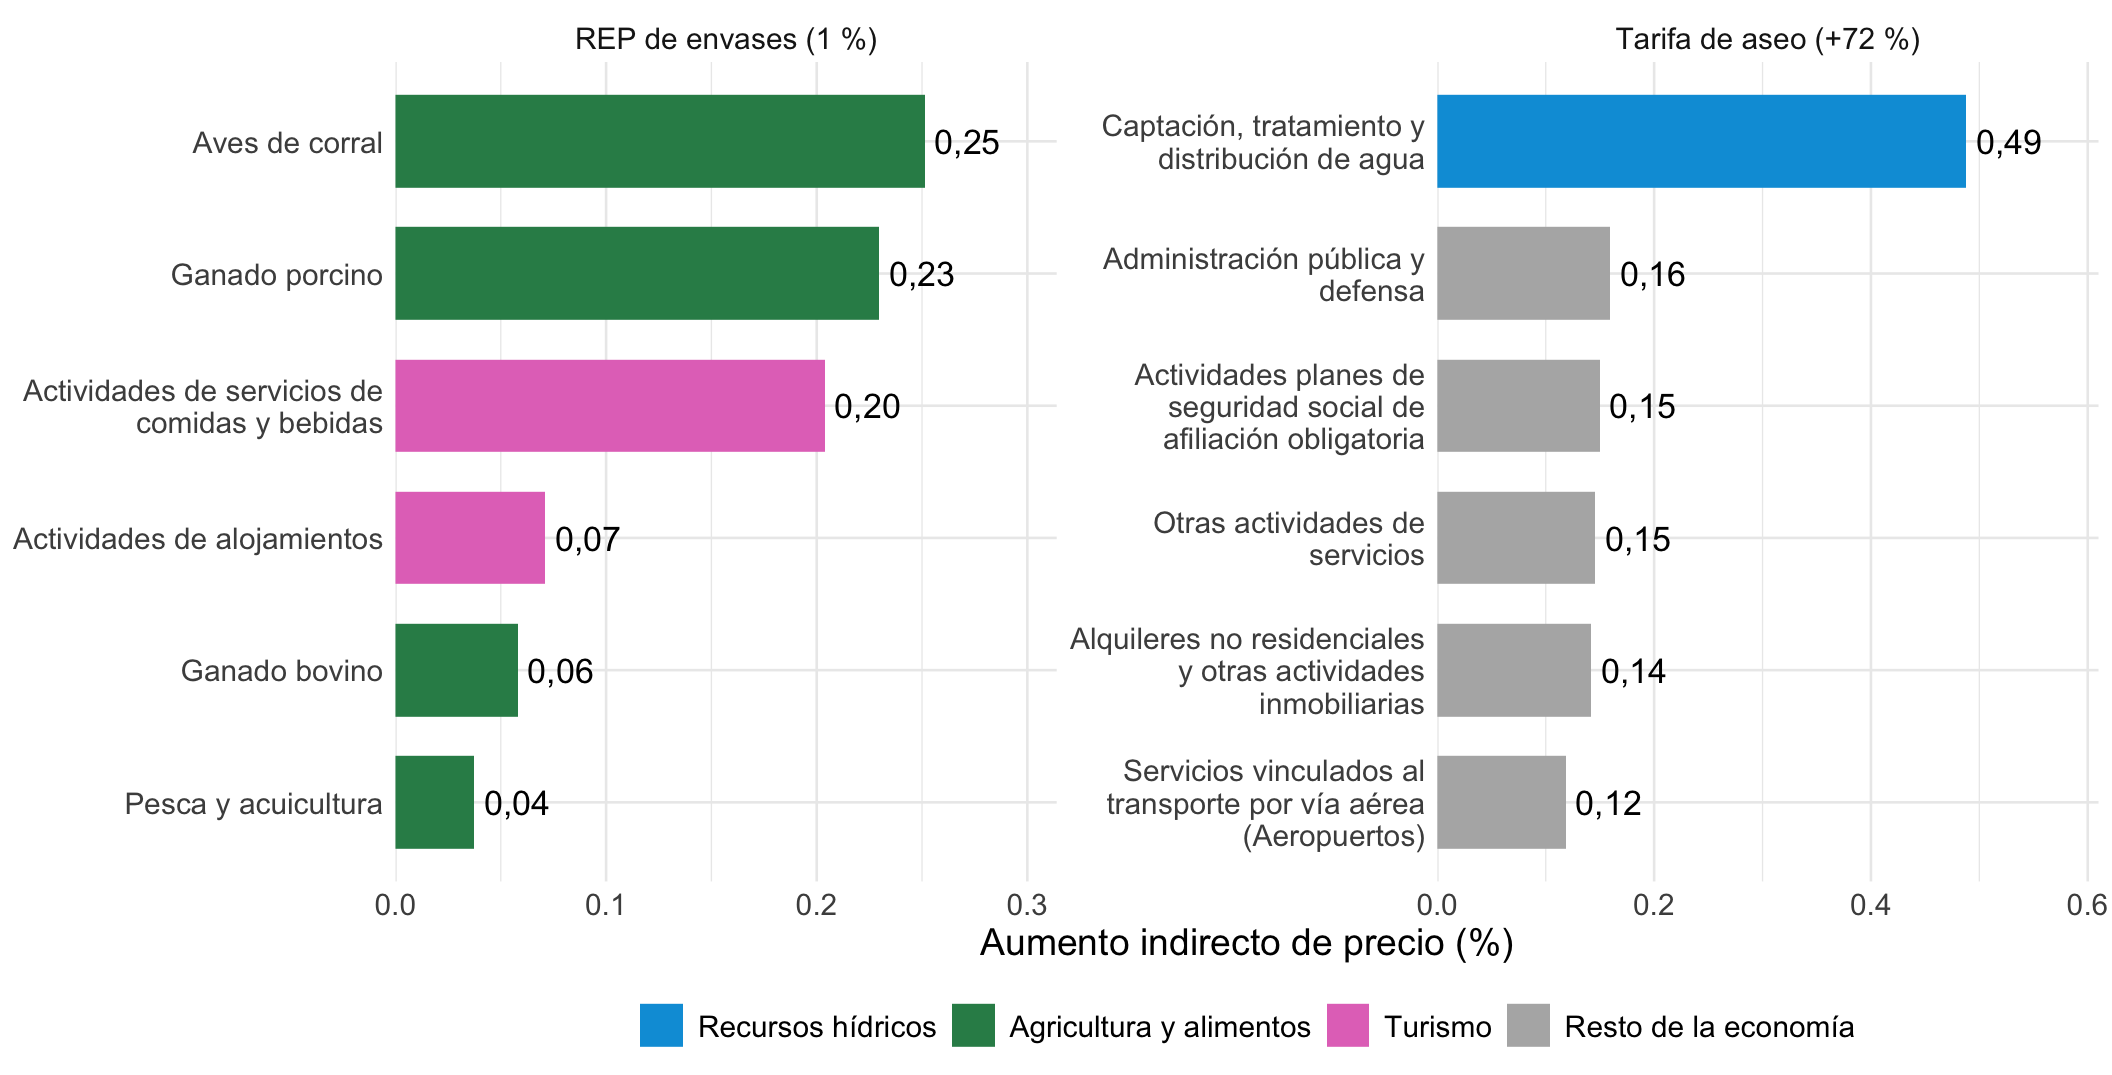 REP de envases (1 %)
Aves de corral
0,25
Ganado porcino
0,23
Actividades de servicios de
comidas y bebidas
0,20
Actividades de alojamientos
0,07
Ganado bovino
0,06
Pesca y acuicultura
0,04
0.0
0.1
0.2
0.3
Tarifa de aseo (+72 %)
Captación, tratamiento y
distribución de agua
0,49
Administración pública y
defensa
0,16
Actividades planes de
seguridad social de
afiliación obligatoria
0,15
Otras actividades de
servicios
0,15
Alquileres no residenciales
y otras actividades
inmobiliarias
0,14
Servicios vinculados al
transporte por vía aérea
(Aeropuertos)
0,12
0.0
0.2
0.4
0.6
Aumento indirecto de precio (%)
Recursos hídricos
Agricultura y alimentos
Turismo
Resto de la economía